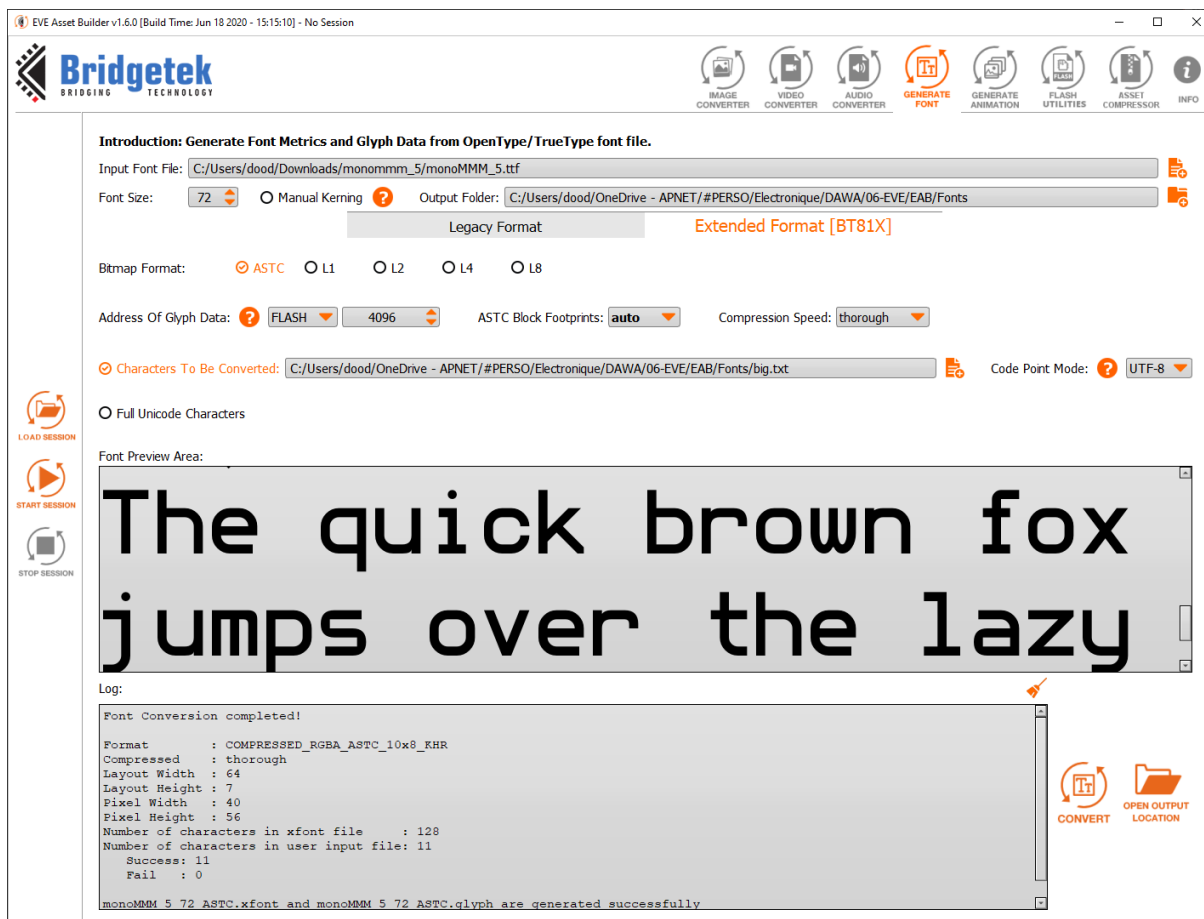 EVE Asset Builder v1.6.0 [Build Time: Jun 18 2020 - 15:15:10] - No Session
Bridgetek
BRIDGING TECHNOLOGY
IMAGE CONVERTER
VIDEO CONVERTER
AUDIO CONVERTER
GENERATE FONT
GENERATE ANIMATION
FLASH
FLASH UTILITIES
ASSET COMPRESSOR
INFO
Introduction: Generate Font Metrics and Glyph Data from OpenType/TrueType font file.
Input Font File: C:/Users/dood/Downloads/monommm_5/monoMMM_5.ttf
Font Size: 72 Manual Kerning ? Output Folder: C:/Users/dood/OneDrive - APNET/#PERSO/Electronique/DAWA/06-EVE/EAB/Fonts
Legacy Format Extended Format [BT81X]
Bitmap Format: ASTC L1 L2 L4 L8
Address Of Glyph Data: ? FLASH 4096 ASTC Block Footprints: auto Compression Speed: thorough
Characters To Be Converted: C:/Users/dood/OneDrive - APNET/#PERSO/Electronique/DAWA/06-EVE/EAB/Fonts/big.txt Code Point Mode: ? UTF-8
Full Unicode Characters
LOAD SESSION
START SESSION
STOP SESSION
Font Preview Area:
The quick brown fox
jumps over the lazy
Log:
Font Conversion completed!
Format : COMPRESSED_RGBA_ASTC_10x8_KHR
Compressed : thorough
Layout Width : 64
Layout Height : 7
Pixel Width : 40
Pixel Height : 56
Number of characters in xfont file : 128
Number of characters in user input file: 11
Success: 11
Fail : 0
monoMMM_5_72_ASTC.xfont and monoMMM_5_72_ASTC.glyph are generated successfully
CONVERT
OPEN OUTPUT LOCATION